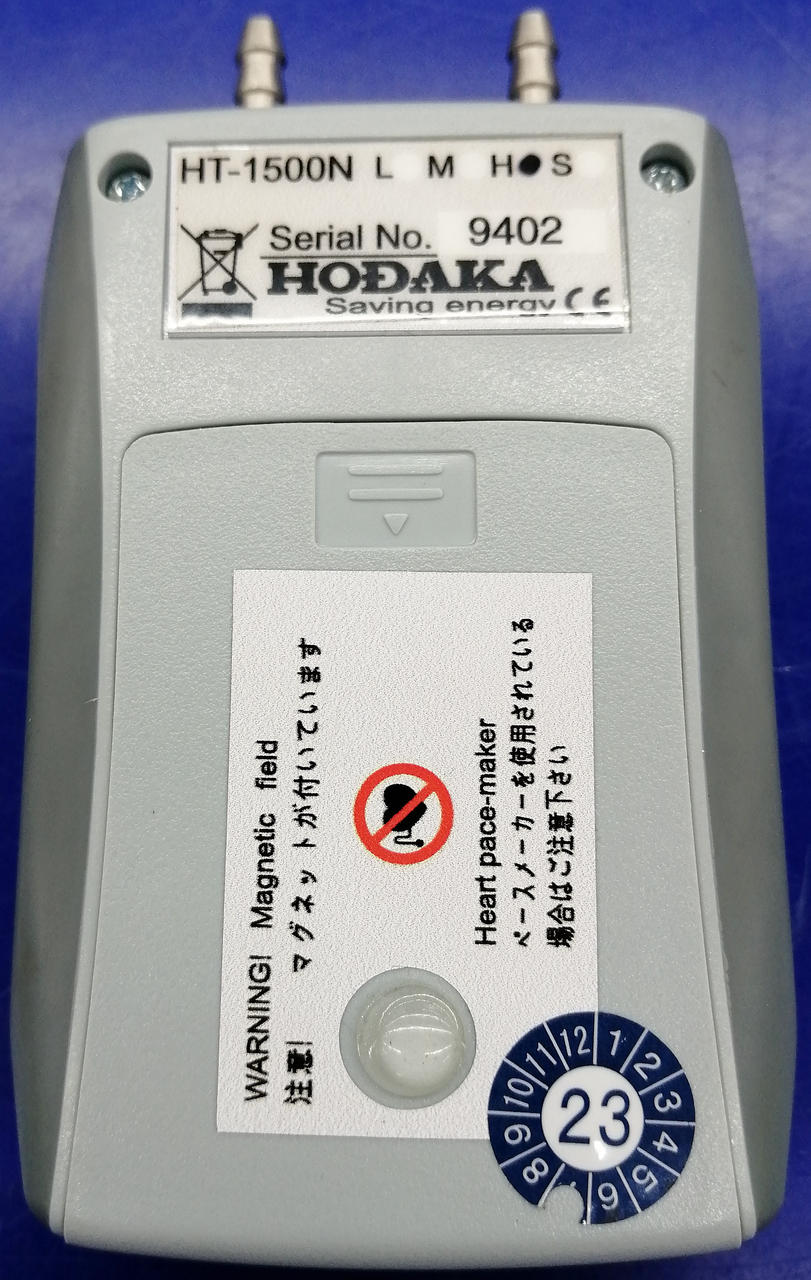 HT-1500N L M H● S
Serial No. 9402
HODAKA
Saving energy CE
WARNING! Magnetic field
注意! マグネットが付いています
Heart pace-maker
ペースメーカーを使用されている
場合はご注意下さい
12
1
2
3
4
5
6
8
9
10
11
23